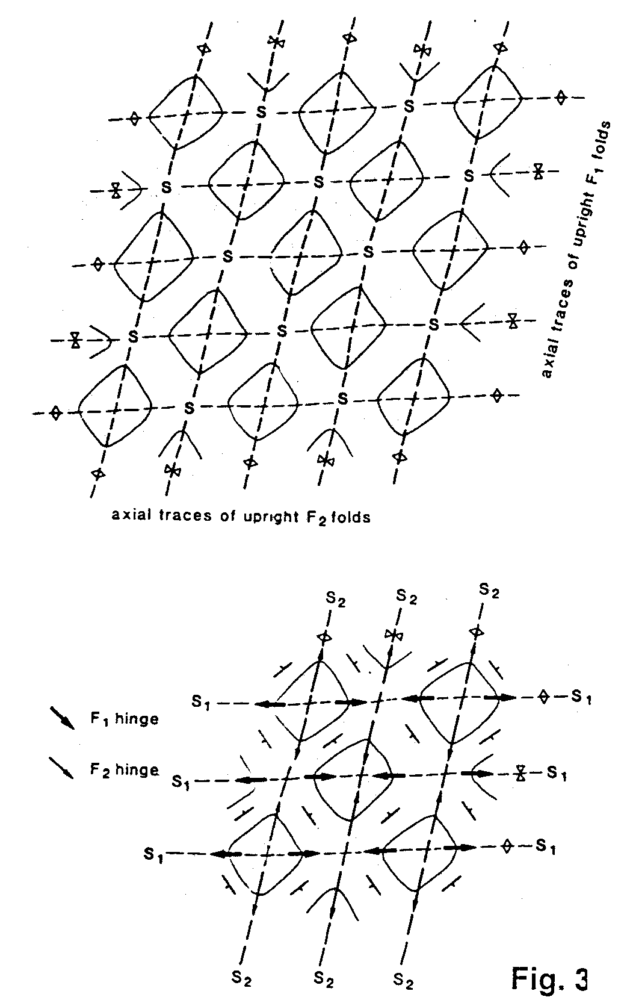 S S
S S S
S S
S S S
S S
axial traces of upright F1 folds
axial traces of upright F2 folds
S2 S2 S2
S1 S1
F1 hinge
F2 hinge
S1 S1
S1 S1
S2 S2 S2
Fig. 3